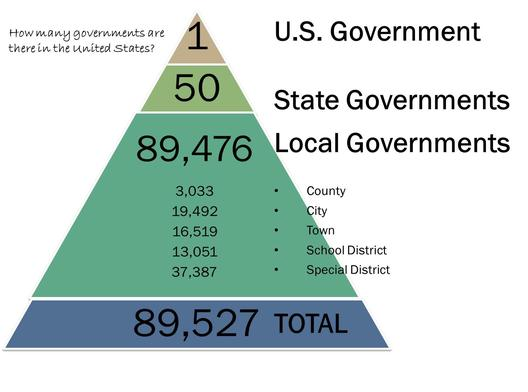 How many governments are
there in the United States?
1 U.S. Government
50 State Governments
89,476 Local Governments
3,033 • County
19,492 • City
16,519 • Town
13,051 • School District
37,387 • Special District
89,527 TOTAL